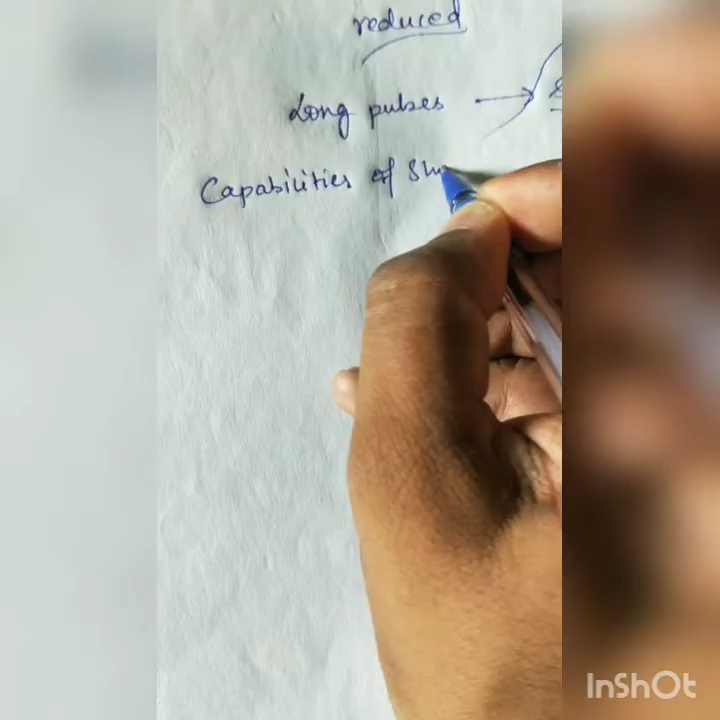 reduced
Long pulses →
Capabilities of
InShOt